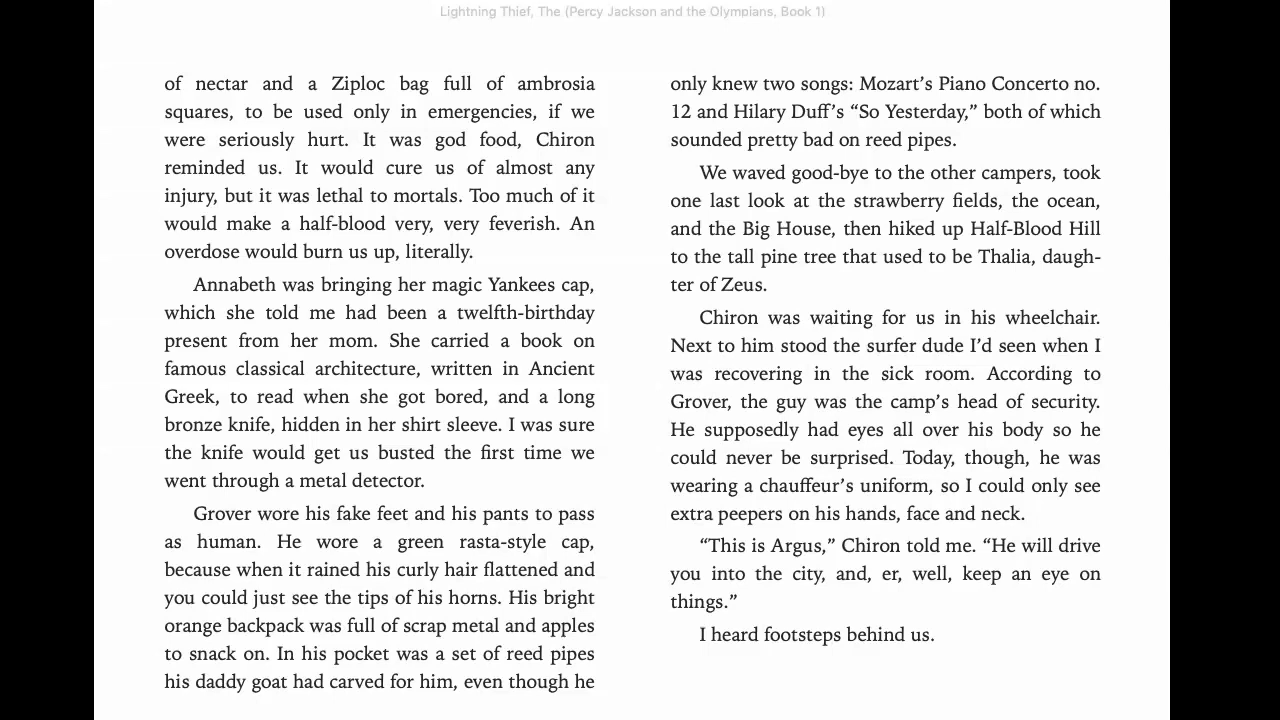 Lightning Thief, The (Percy Jackson and the Olympians, Book 1)
of nectar and a Ziploc bag full of ambrosia
squares, to be used only in emergencies, if we
were seriously hurt. It was god food, Chiron
reminded us. It would cure us of almost any
injury, but it was lethal to mortals. Too much of it
would make a half-blood very, very feverish. An
overdose would burn us up, literally.
Annabeth was bringing her magic Yankees cap,
which she told me had been a twelfth-birthday
present from her mom. She carried a book on
famous classical architecture, written in Ancient
Greek, to read when she got bored, and a long
bronze knife, hidden in her shirt sleeve. I was sure
the knife would get us busted the first time we
went through a metal detector.
Grover wore his fake feet and his pants to pass
as human. He wore a green rasta-style cap,
because when it rained his curly hair flattened and
you could just see the tips of his horns. His bright
orange backpack was full of scrap metal and apples
to snack on. In his pocket was a set of reed pipes
his daddy goat had carved for him, even though he
only knew two songs: Mozart’s Piano Concerto no.
12 and Hilary Duff’s “So Yesterday,” both of which
sounded pretty bad on reed pipes.
We waved good-bye to the other campers, took
one last look at the strawberry fields, the ocean,
and the Big House, then hiked up Half-Blood Hill
to the tall pine tree that used to be Thalia, daugh-
ter of Zeus.
Chiron was waiting for us in his wheelchair.
Next to him stood the surfer dude I’d seen when I
was recovering in the sick room. According to
Grover, the guy was the camp’s head of security.
He supposedly had eyes all over his body so he
could never be surprised. Today, though, he was
wearing a chauffeur’s uniform, so I could only see
extra peepers on his hands, face and neck.
“This is Argus,” Chiron told me. “He will drive
you into the city, and, er, well, keep an eye on
things.”
I heard footsteps behind us.